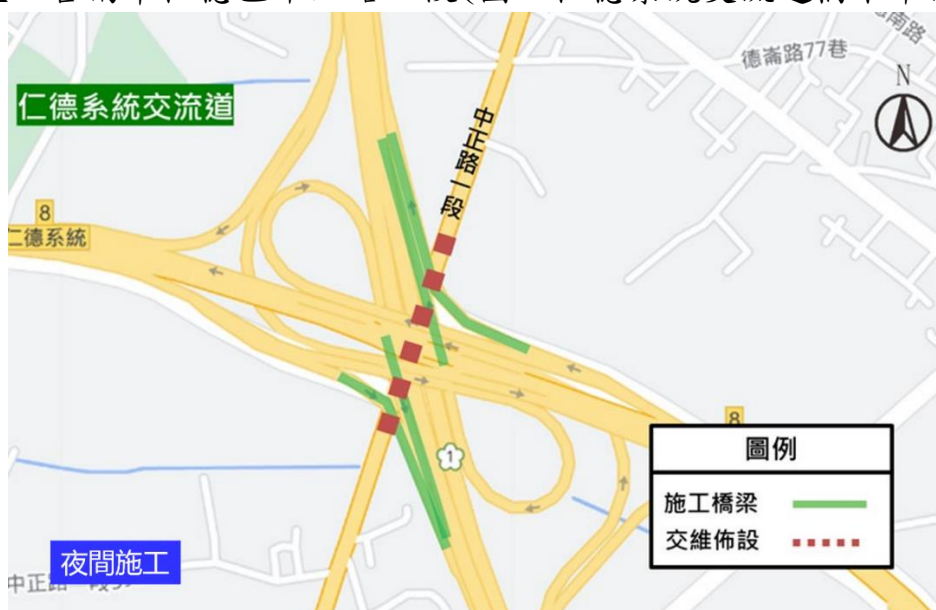 德南路
德崙路77巷
N
仁德系統交流道
中正路一段
8
仁德系統
8
1
圖例
施工橋梁
交維佈設
夜間施工
中正路一段